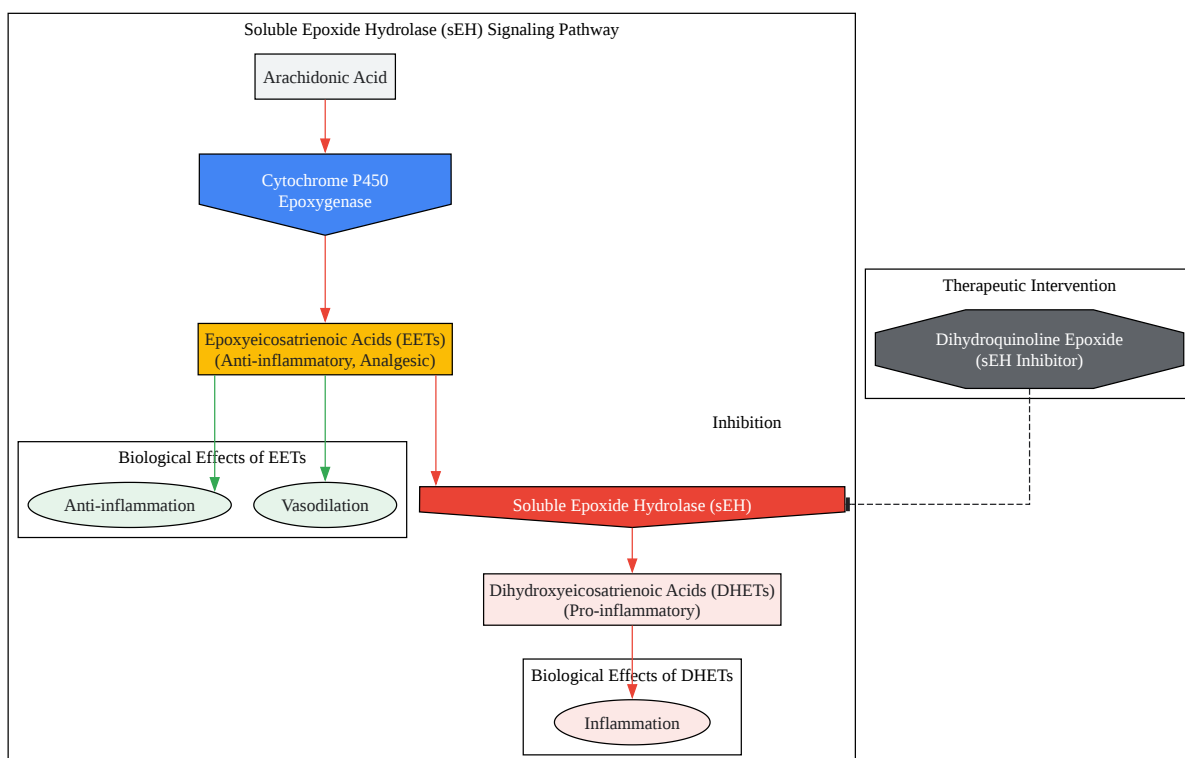 Soluble Epoxide Hydrolase (sEH) Signaling Pathway
Arachidonic Acid
Cytochrome P450
Epoxygenase
Therapeutic Intervention
Dihydroquinoline Epoxide
(sEH Inhibitor)
Epoxyeicosatrienoic Acids (EETs)
(Anti-inflammatory, Analgesic)
Inhibition
Biological Effects of EETs
Anti-inflammation
Vasodilation
Soluble Epoxide Hydrolase (sEH)
Dihydroxyeicosatrienoic Acids (DHETs)
(Pro-inflammatory)
Biological Effects of DHETs
Inflammation